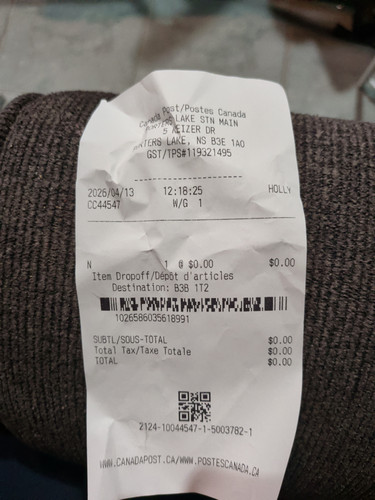 Canada Post/Postes Canada
LAKE STN MAIN
5 KEIZER DR
LAKE, NS B3E 1A0
GST/TPS#119321495
2026/04/13 12:18:25 HOLLY
CC44547 W/G 1
N 1 @ $0.00 $0.00
Item Dropoff/Dépôt d'articles
Destination: B3B 1T2
1026586035618991
SUBTL/SOUS-TOTAL $0.00
Total Tax/Taxe Totale $0.00
TOTAL $0.00
2124-10044547-1-5003782-1
WWW.CANADAPOST.CA/WWW.POSTESCANADA.CA